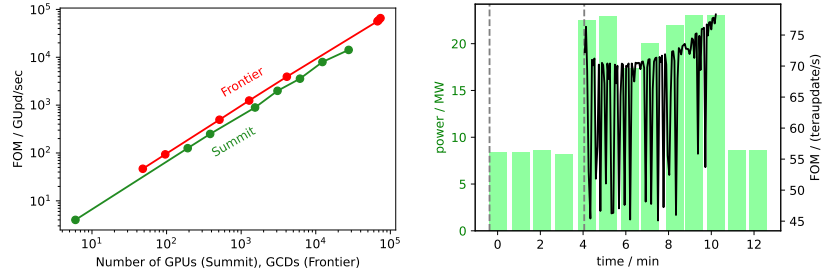 10⁵
10⁴
10³
10²
10¹
FOM / GUpd/sec
Frontier
Summit
10¹ 10² 10³ 10⁴ 10⁵
Number of GPUs (Summit), GCDs (Frontier)
20
15
10
5
0
power / MW
75
70
65
60
55
50
45
FOM / (teraupdate/s)
0 2 4 6 8 10 12
time / min